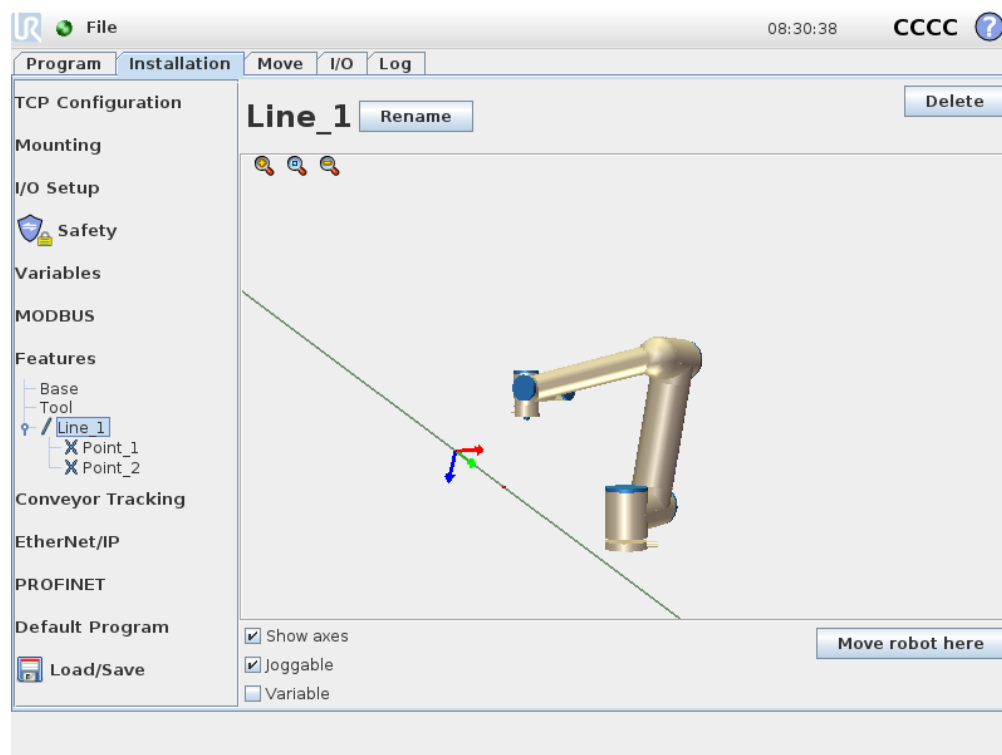 UR File 08:30:38 CCCC ?
Program Installation Move I/O Log
TCP Configuration
Mounting
I/O Setup
Safety
Variables
MODBUS
Features
Base
Tool
Line_1
Point_1
Point_2
Conveyor Tracking
EtherNet/IP
PROFINET
Default Program
Load/Save
Line_1 Rename Delete
Show axes
Joggable
Variable
Move robot here